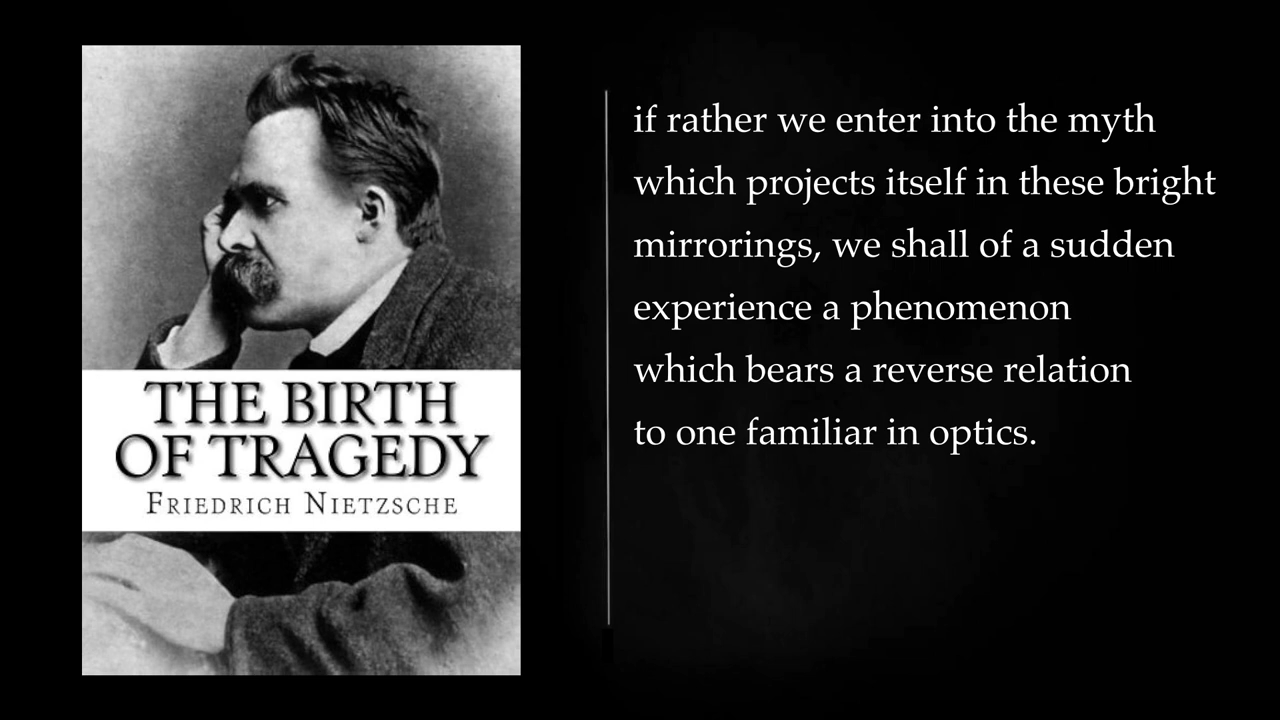 THE BIRTH
OF TRAGEDY
FRIEDRICH NIETZSCHE
if rather we enter into the myth
which projects itself in these bright
mirrorings, we shall of a sudden
experience a phenomenon
which bears a reverse relation
to one familiar in optics.